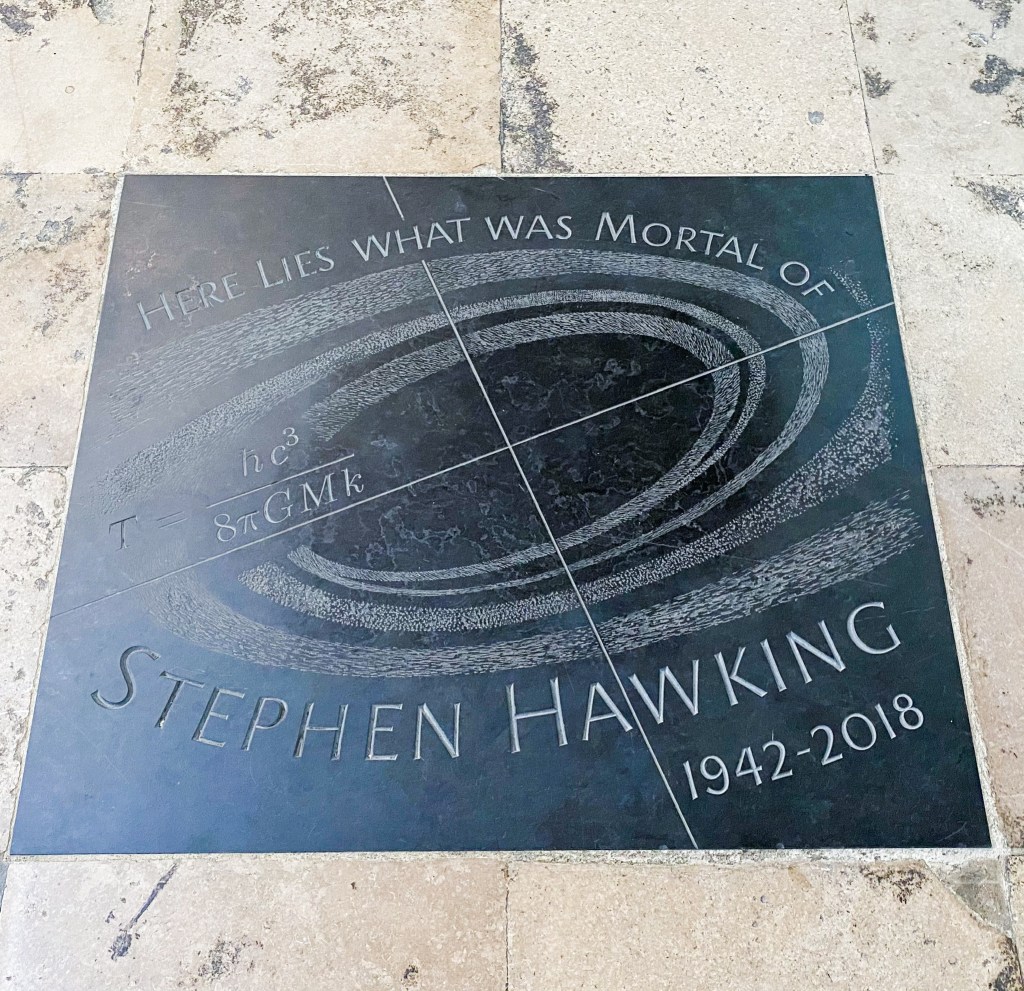 Here Lies what was Mortal of
T = ħc³ / 8πGMk
Stephen Hawking
1942-2018